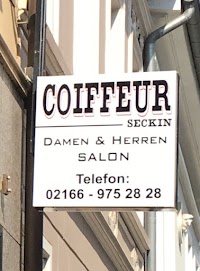 COIFFEUR
SECKIN
DAMEN & HERREN
SALON
Telefon:
02166 - 975 28 28